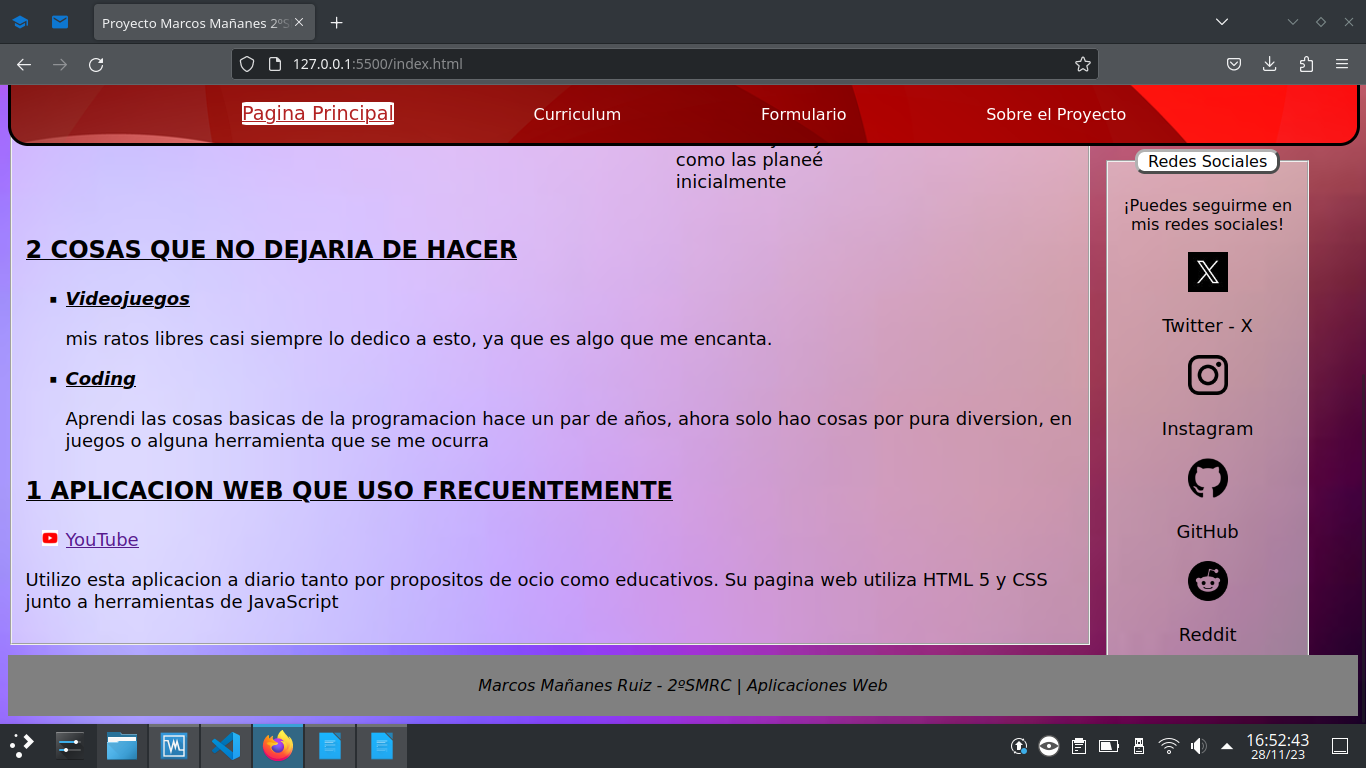 Proyecto Marcos Mañanes 2ºS
127.0.0.1:5500/index.html
Pagina Principal
Curriculum
Formulario
Sobre el Proyecto
como las planeé
inicialmente
2 COSAS QUE NO DEJARIA DE HACER
Videojuegos
mis ratos libres casi siempre lo dedico a esto, ya que es algo que me encanta.
Coding
Aprendi las cosas basicas de la programacion hace un par de años, ahora solo hao cosas por pura diversion, en
juegos o alguna herramienta que se me ocurra
1 APLICACION WEB QUE USO FRECUENTEMENTE
YouTube
Utilizo esta aplicacion a diario tanto por propositos de ocio como educativos. Su pagina web utiliza HTML 5 y CSS
junto a herramientas de JavaScript
Redes Sociales
¡Puedes seguirme en
mis redes sociales!
Twitter - X
Instagram
GitHub
Reddit
Marcos Mañanes Ruiz - 2ºSMRC | Aplicaciones Web
16:52:43
28/11/23